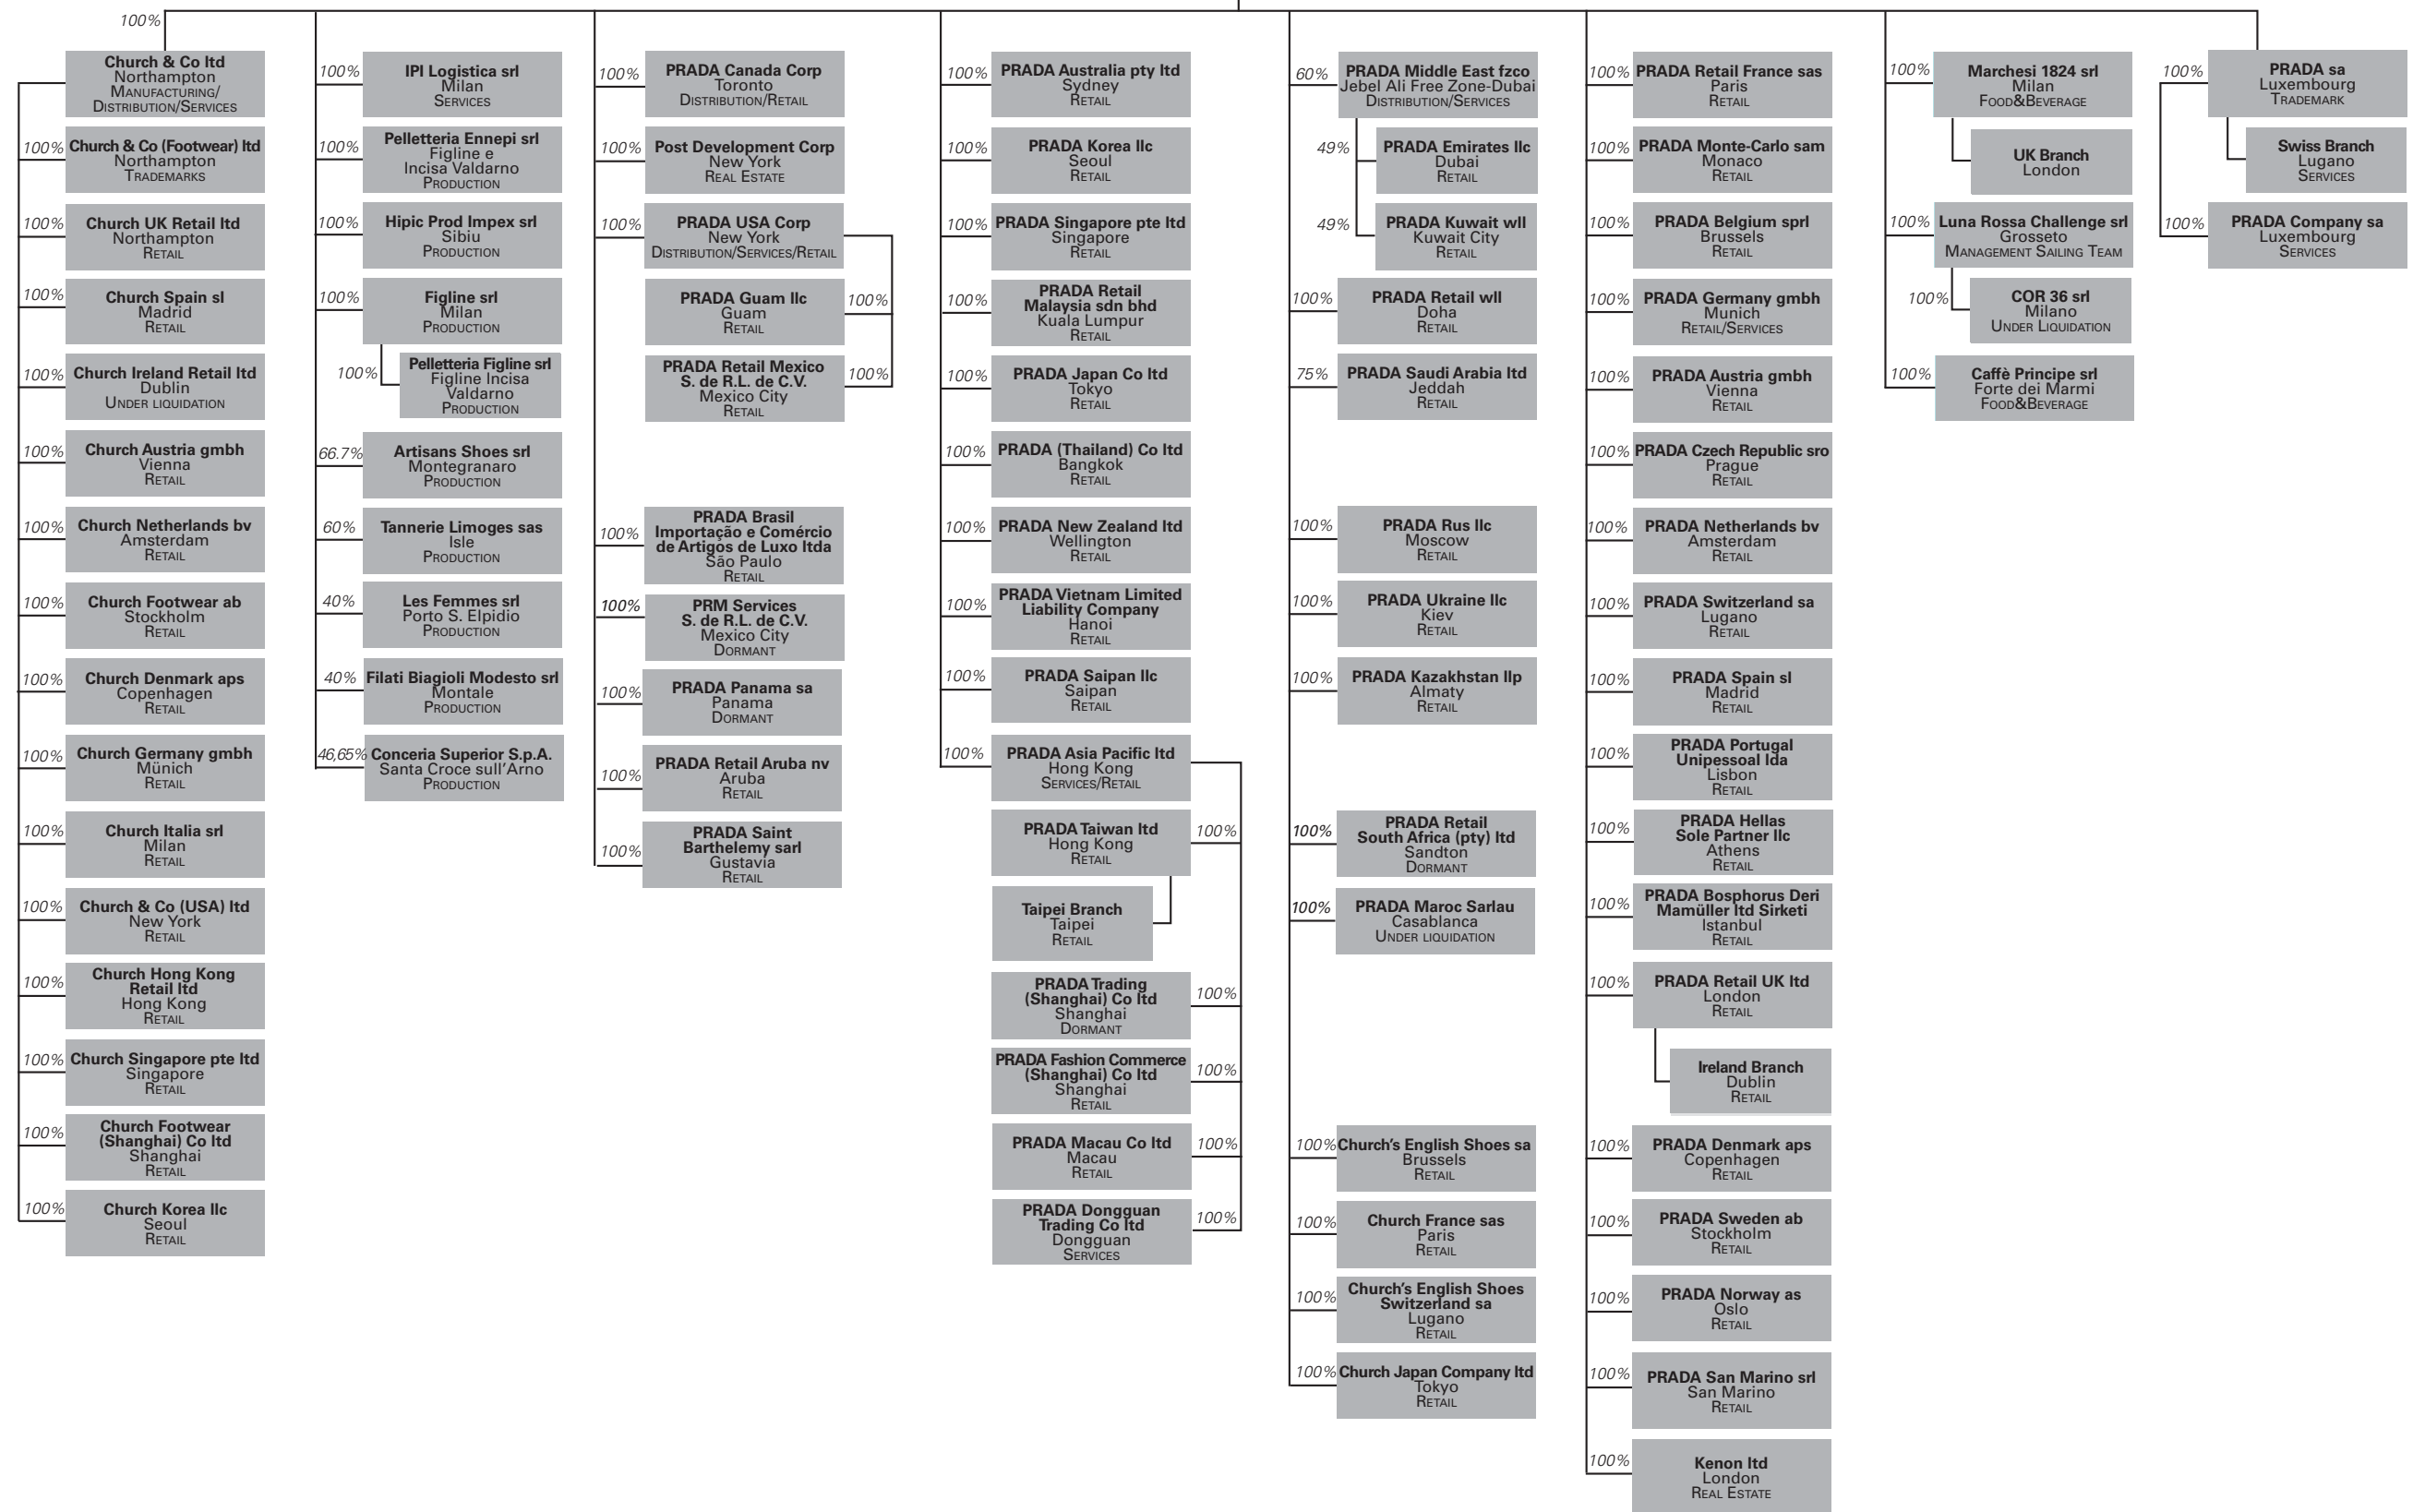 100%
Church & Co ltd
Northampton
Manufacturing/
Distribution/Services
100%
Church & Co (Footwear) ltd
Northampton
Trademarks
100%
Church UK Retail ltd
Northampton
Retail
100%
Church Spain sl
Madrid
Retail
100%
Church Ireland Retail ltd
Dublin
Under liquidation
100%
Church Austria gmbh
Vienna
Retail
100%
Church Netherlands bv
Amsterdam
Retail
100%
Church Footwear ab
Stockholm
Retail
100%
Church Denmark aps
Copenhagen
Retail
100%
Church Germany gmbh
Münich
Retail
100%
Church Italia srl
Milan
Retail
100%
Church & Co (USA) ltd
New York
Retail
100%
Church Hong Kong
Retail ltd
Hong Kong
Retail
100%
Church Singapore pte ltd
Singapore
Retail
100%
Church Footwear
(Shanghai) Co ltd
Shanghai
Retail
100%
Church Korea llc
Seoul
Retail
100%
IPI Logistica srl
Milan
Services
100%
Pelletteria Ennepi srl
Figline e
Incisa Valdarno
Production
100%
Hipic Prod Impex srl
Sibiu
Production
100%
Figline srl
Milan
Production
100%
Pelletteria Figline srl
Figline Incisa
Valdarno
Production
66.7%
Artisans Shoes srl
Montegranaro
Production
60%
Tannerie Limoges sas
Isle
Production
40%
Les Femmes srl
Porto S. Elpidio
Production
40%
Filati Biagioli Modesto srl
Montale
Production
46,65%
Conceria Superior S.p.A.
Santa Croce sull'Arno
Production
100%
PRADA Canada Corp
Toronto
Distribution/Retail
100%
Post Development Corp
New York
Real Estate
100%
PRADA USA Corp
New York
Distribution/Services/Retail
PRADA Guam llc
Guam
Retail
100%
PRADA Retail Mexico
S. de R.L. de C.V.
Mexico City
Retail
100%
100%
PRADA Brasil
Importação e Comércio
de Artigos de Luxo ltda
São Paulo
Retail
100%
PRM Services
S. de R.L. de C.V.
Mexico City
Dormant
100%
PRADA Panama sa
Panama
Dormant
100%
PRADA Retail Aruba nv
Aruba
Retail
100%
PRADA Saint
Barthelemy sarl
Gustavia
Retail
100%
PRADA Australia pty ltd
Sydney
Retail
100%
PRADA Korea llc
Seoul
Retail
100%
PRADA Singapore pte ltd
Singapore
Retail
100%
PRADA Retail
Malaysia sdn bhd
Kuala Lumpur
Retail
100%
PRADA Japan Co ltd
Tokyo
Retail
100%
PRADA (Thailand) Co ltd
Bangkok
Retail
100%
PRADA New Zealand ltd
Wellington
Retail
100%
PRADA Vietnam Limited
Liability Company
Hanoi
Retail
100%
PRADA Saipan llc
Saipan
Retail
100%
PRADA Asia Pacific ltd
Hong Kong
Services/Retail
PRADA Taiwan ltd
Hong Kong
Retail
100%
Taipei Branch
Taipei
Retail
PRADA Trading
(Shanghai) Co ltd
Shanghai
Dormant
100%
PRADA Fashion Commerce
(Shanghai) Co ltd
Shanghai
Retail
100%
PRADA Macau Co ltd
Macau
Retail
100%
PRADA Dongguan
Trading Co ltd
Dongguan
Services
100%
60%
PRADA Middle East fzco
Jebel Ali Free Zone-Dubai
Distribution/Services
49%
PRADA Emirates llc
Dubai
Retail
49%
PRADA Kuwait wll
Kuwait City
Retail
100%
PRADA Retail wll
Doha
Retail
75%
PRADA Saudi Arabia ltd
Jeddah
Retail
100%
PRADA Rus llc
Moscow
Retail
100%
PRADA Ukraine llc
Kiev
Retail
100%
PRADA Kazakhstan llp
Almaty
Retail
100%
PRADA Retail
South Africa (pty) ltd
Sandton
Dormant
100%
PRADA Maroc Sarlau
Casablanca
Under liquidation
100%
Church's English Shoes sa
Brussels
Retail
100%
Church France sas
Paris
Retail
100%
Church's English Shoes
Switzerland sa
Lugano
Retail
100%
Church Japan Company ltd
Tokyo
Retail
100%
PRADA Retail France sas
Paris
Retail
100%
PRADA Monte-Carlo sam
Monaco
Retail
100%
PRADA Belgium sprl
Brussels
Retail
100%
PRADA Germany gmbh
Munich
Retail/Services
100%
PRADA Austria gmbh
Vienna
Retail
100%
PRADA Czech Republic sro
Prague
Retail
100%
PRADA Netherlands bv
Amsterdam
Retail
100%
PRADA Switzerland sa
Lugano
Retail
100%
PRADA Spain sl
Madrid
Retail
100%
PRADA Portugal
Unipessoal lda
Lisbon
Retail
100%
PRADA Hellas
Sole Partner llc
Athens
Retail
100%
PRADA Bosphorus Deri
Mamüller ltd Sirketi
Istanbul
Retail
100%
PRADA Retail UK ltd
London
Retail
Ireland Branch
Dublin
Retail
100%
PRADA Denmark aps
Copenhagen
Retail
100%
PRADA Sweden ab
Stockholm
Retail
100%
PRADA Norway as
Oslo
Retail
100%
PRADA San Marino srl
San Marino
Retail
100%
Kenon ltd
London
Real Estate
100%
Marchesi 1824 srl
Milan
Food&Beverage
UK Branch
London
100%
Luna Rossa Challenge srl
Grosseto
Management Sailing Team
100%
COR 36 srl
Milano
Under Liquidation
100%
Caffè Principe srl
Forte dei Marmi
Food&Beverage
100%
PRADA sa
Luxembourg
Trademark
Swiss Branch
Lugano
Services
100%
PRADA Company sa
Luxembourg
Services